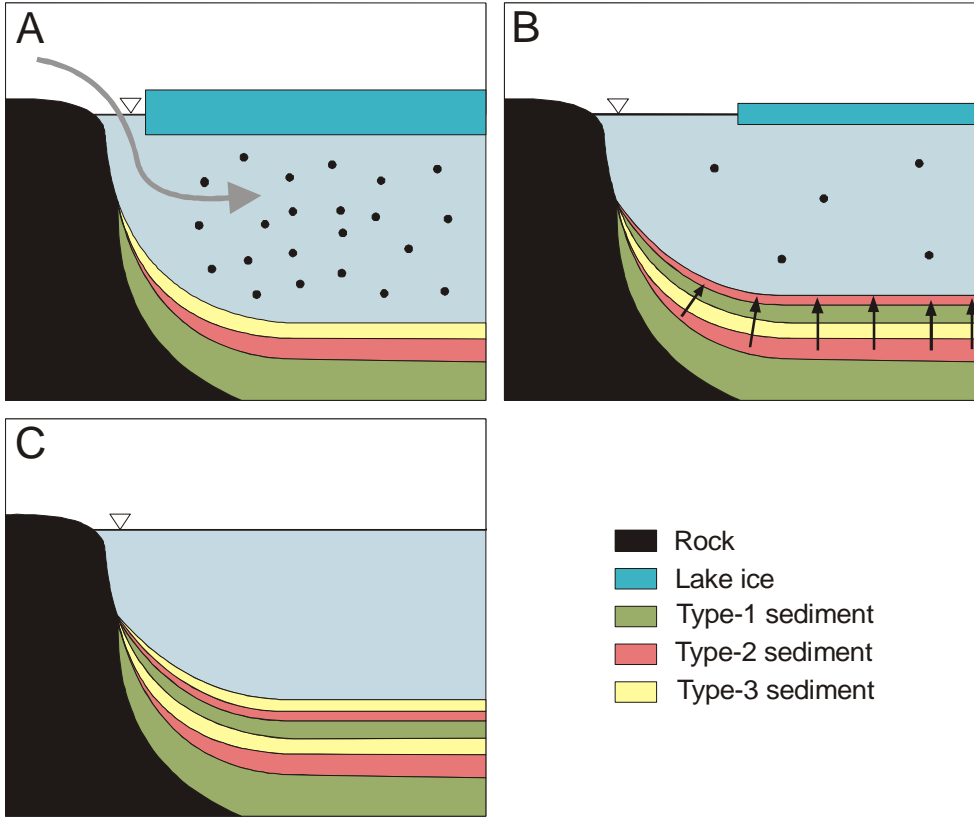 A
B
C
Rock
Lake ice
Type-1 sediment
Type-2 sediment
Type-3 sediment